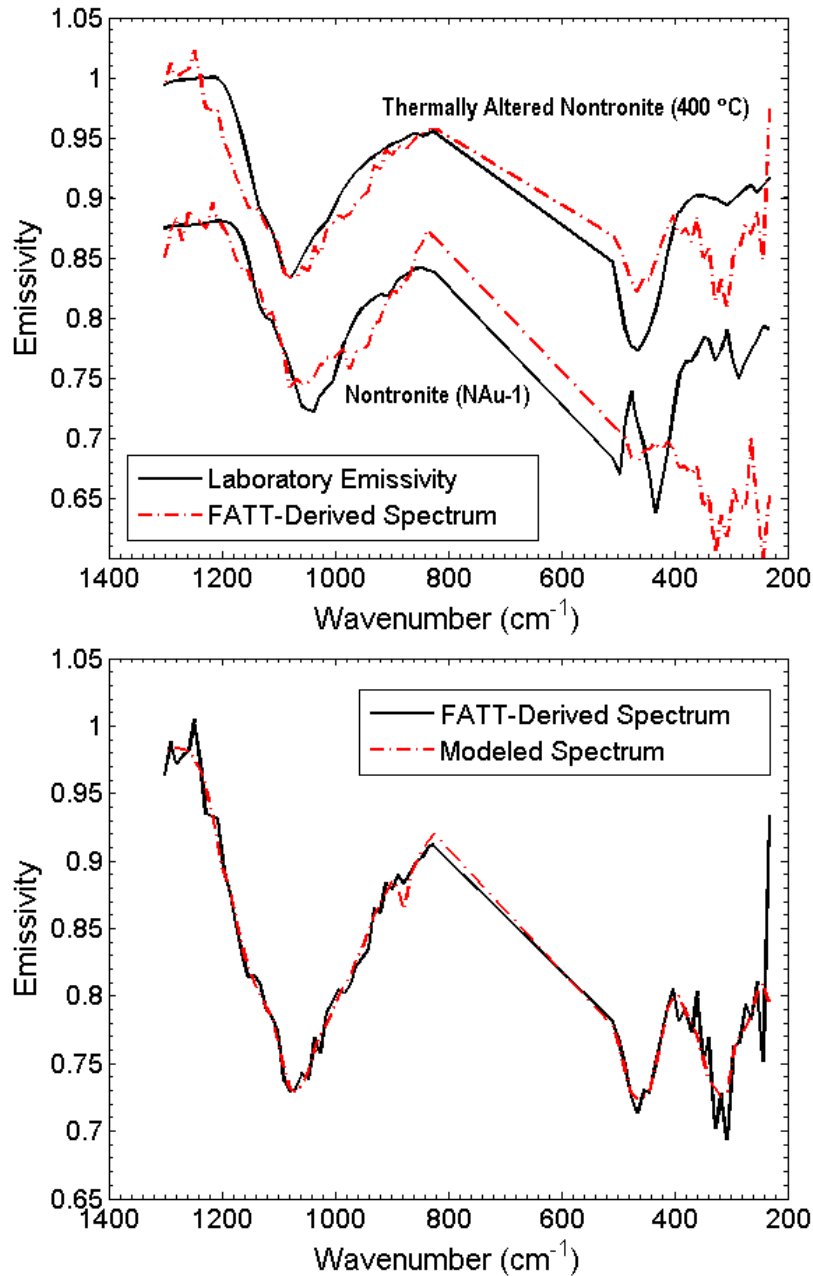 1.05
1
0.95
0.9
0.85
0.8
0.75
0.7
0.65
Emissivity
Thermally Altered Nontronite (400 °C)
Nontronite (NAu-1)
Laboratory Emissivity
FATT-Derived Spectrum
1400 1200 1000 800 600 400 200
Wavenumber (cm-1)
1.05
1
0.95
0.9
0.85
0.8
0.75
0.7
0.65
Emissivity
FATT-Derived Spectrum
Modeled Spectrum
1400 1200 1000 800 600 400 200
Wavenumber (cm-1)